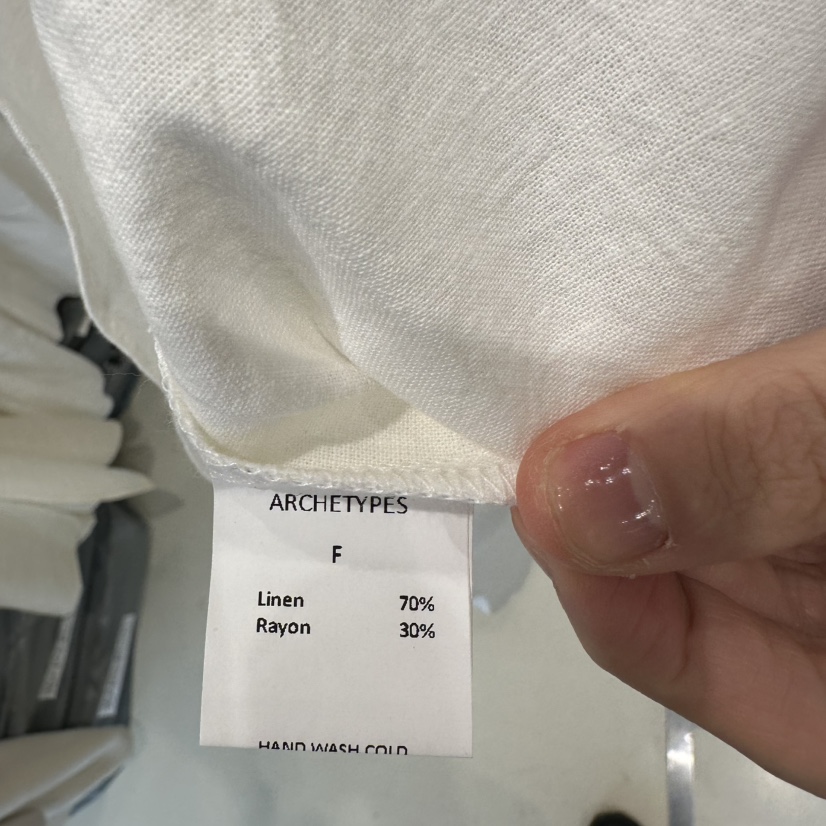 ARCHETYPES
F
Linen 70%
Rayon 30%
HAND WASH COLD